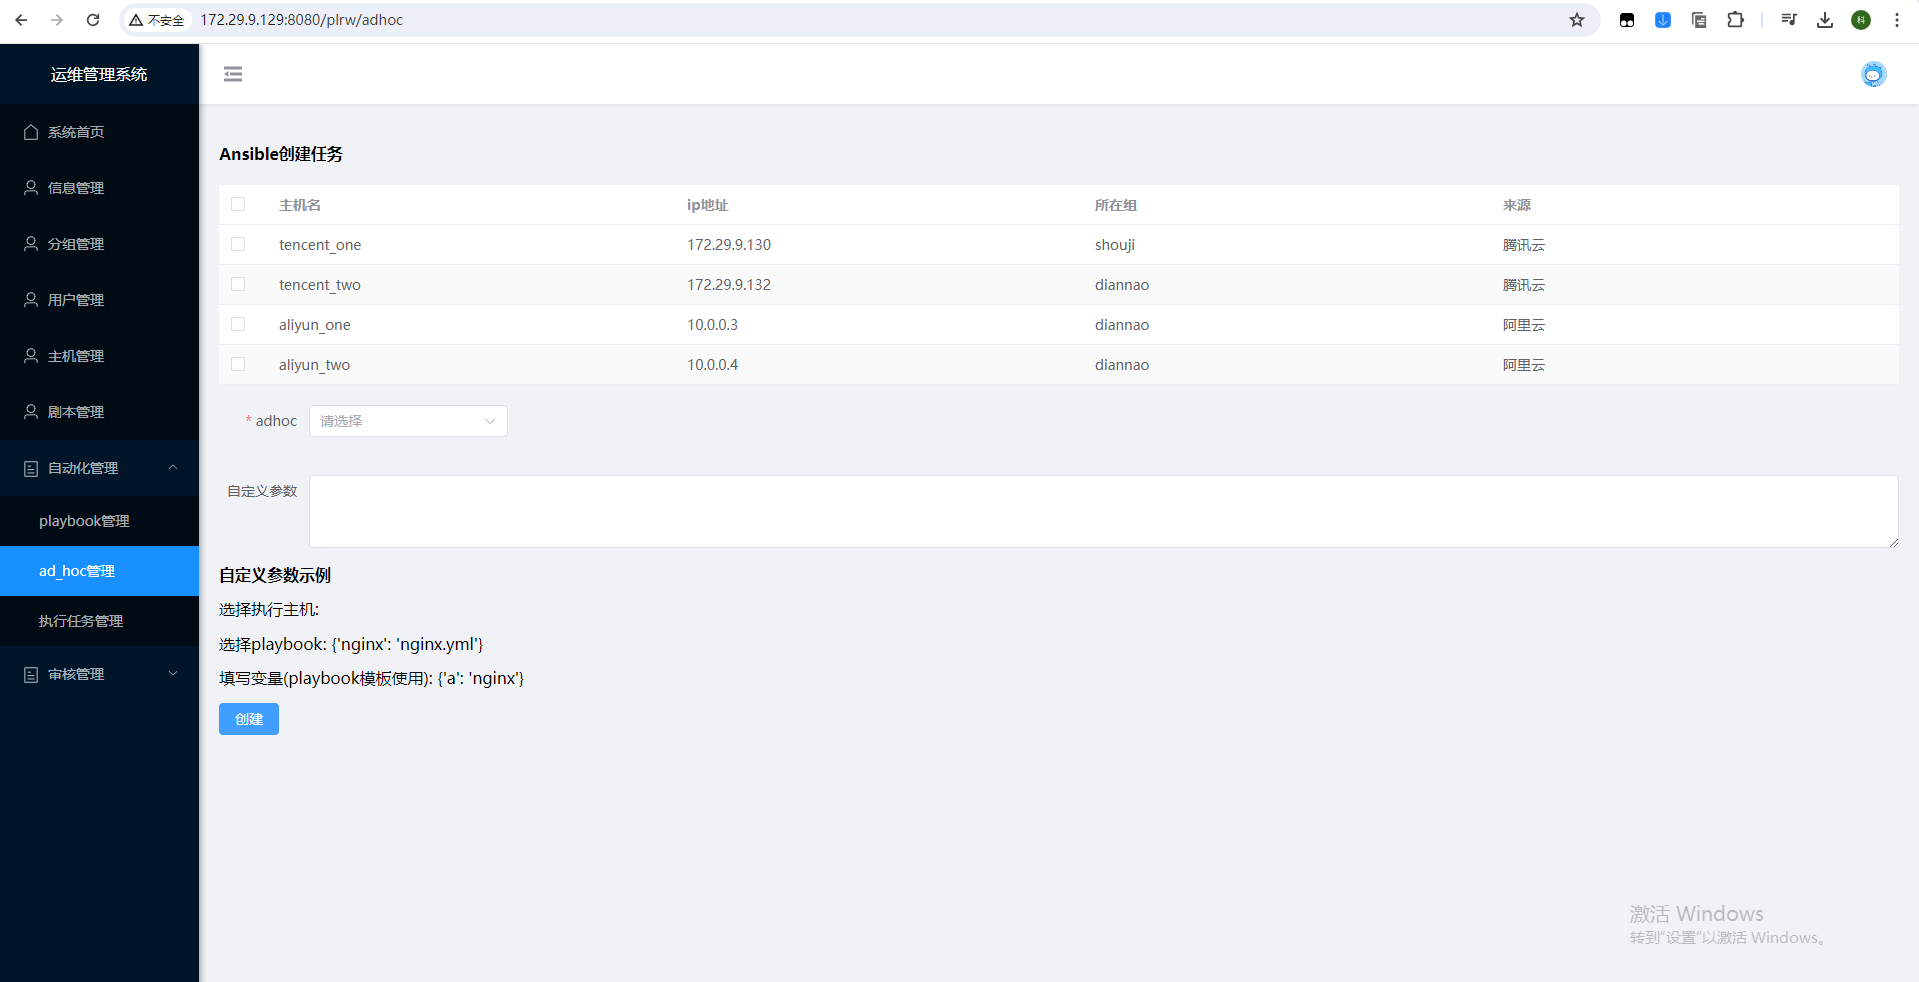 不安全 172.29.9.129:8080/plrw/adhoc
科
运维管理系统
系统首页
信息管理
分组管理
用户管理
主机管理
剧本管理
自动化管理
playbook管理
ad_hoc管理
执行任务管理
审核管理
Ansible创建任务
主机名 ip地址 所在组 来源
tencent_one 172.29.9.130 shouji 腾讯云
tencent_two 172.29.9.132 diannao 腾讯云
aliyun_one 10.0.0.3 diannao 阿里云
aliyun_two 10.0.0.4 diannao 阿里云
* adhoc 请选择
自定义参数
自定义参数示例
选择执行主机:
选择playbook: {'nginx': 'nginx.yml'}
填写变量(playbook模板使用): {'a': 'nginx'}
创建
激活 Windows
转到“设置”以激活 Windows。